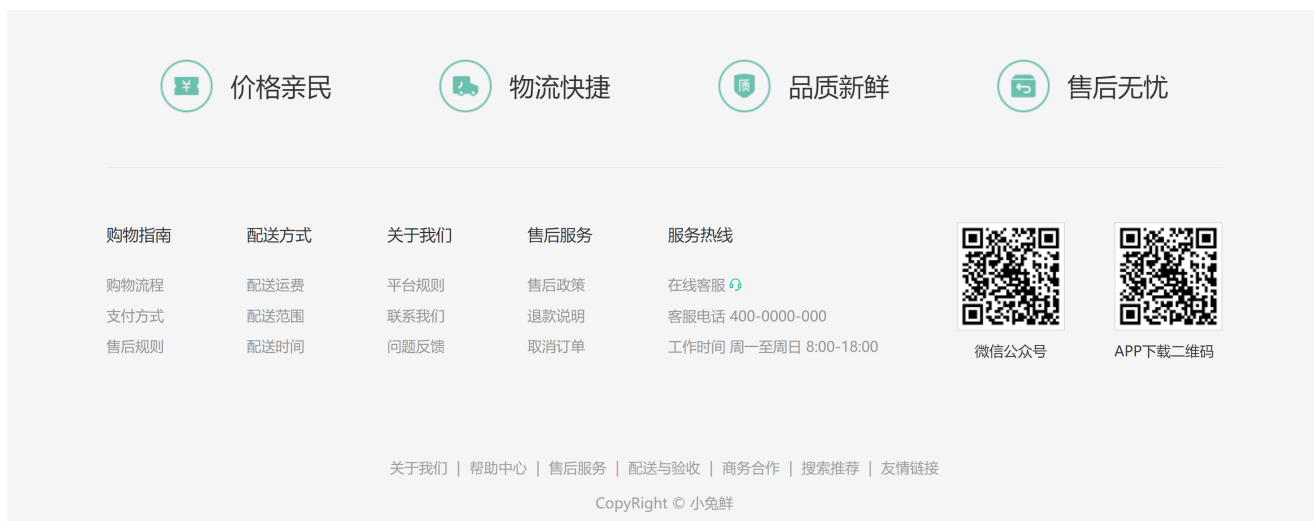 价格亲民 物流快捷 质 品质新鲜 售后无忧
购物指南 配送方式 关于我们 售后服务 服务热线
购物流程 配送运费 平台规则 售后政策 在线客服
支付方式 配送范围 联系我们 退款说明 客服电话 400-0000-000
售后规则 配送时间 问题反馈 取消订单 工作时间 周一至周日 8:00-18:00
微信公众号 APP下载二维码
关于我们 | 帮助中心 | 售后服务 | 配送与验收 | 商务合作 | 搜索推荐 | 友情链接
CopyRight © 小兔鲜